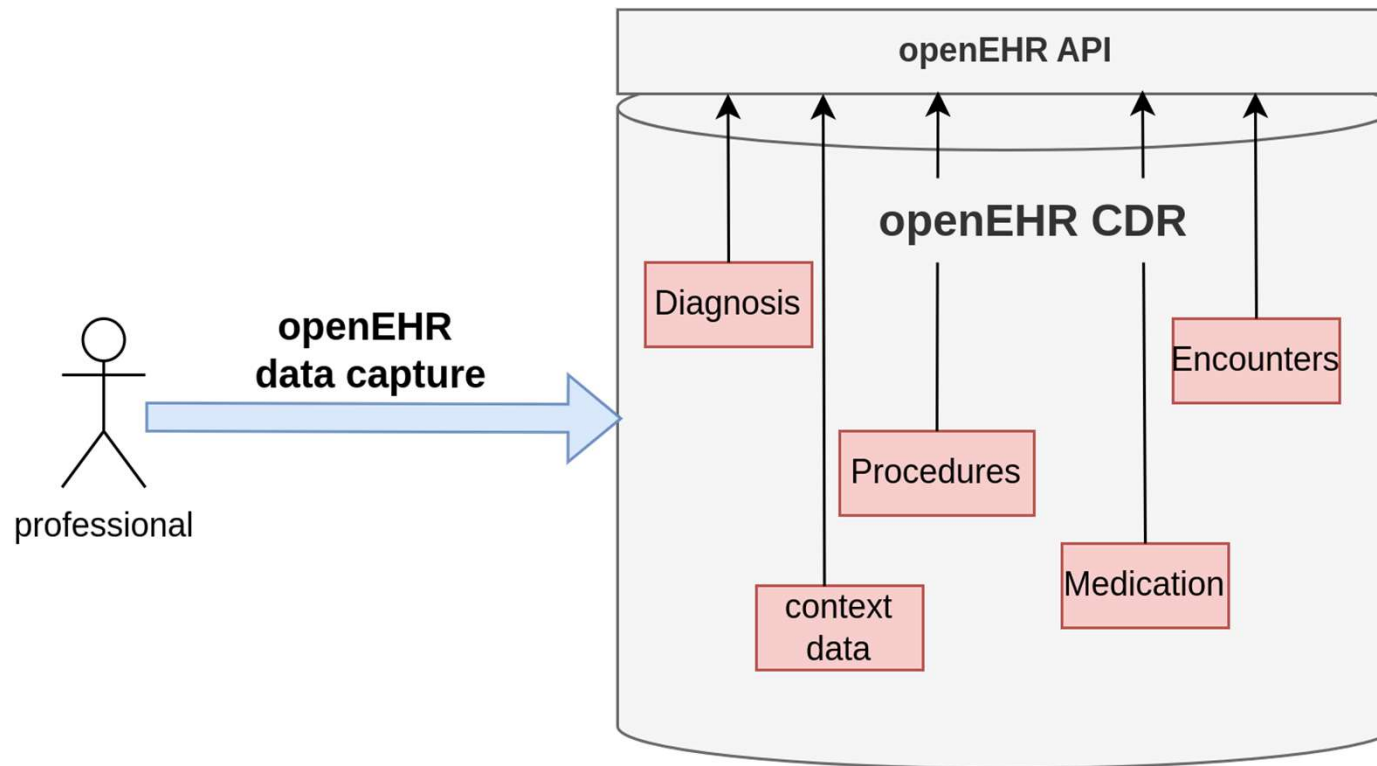 openEHR API
openEHR CDR
Diagnosis
openEHR
data capture
Encounters
Procedures
professional
Medication
context
data